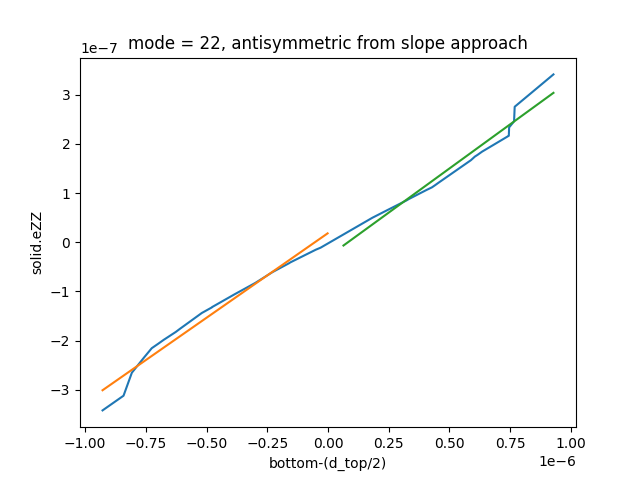 1e−7
mode = 22, antisymmetric from slope approach
3
2
1
0
−1
−2
−3
solid.eZZ
−1.00 −0.75 −0.50 −0.25 0.00 0.25 0.50 0.75 1.00
bottom-(d_top/2)
1e−6